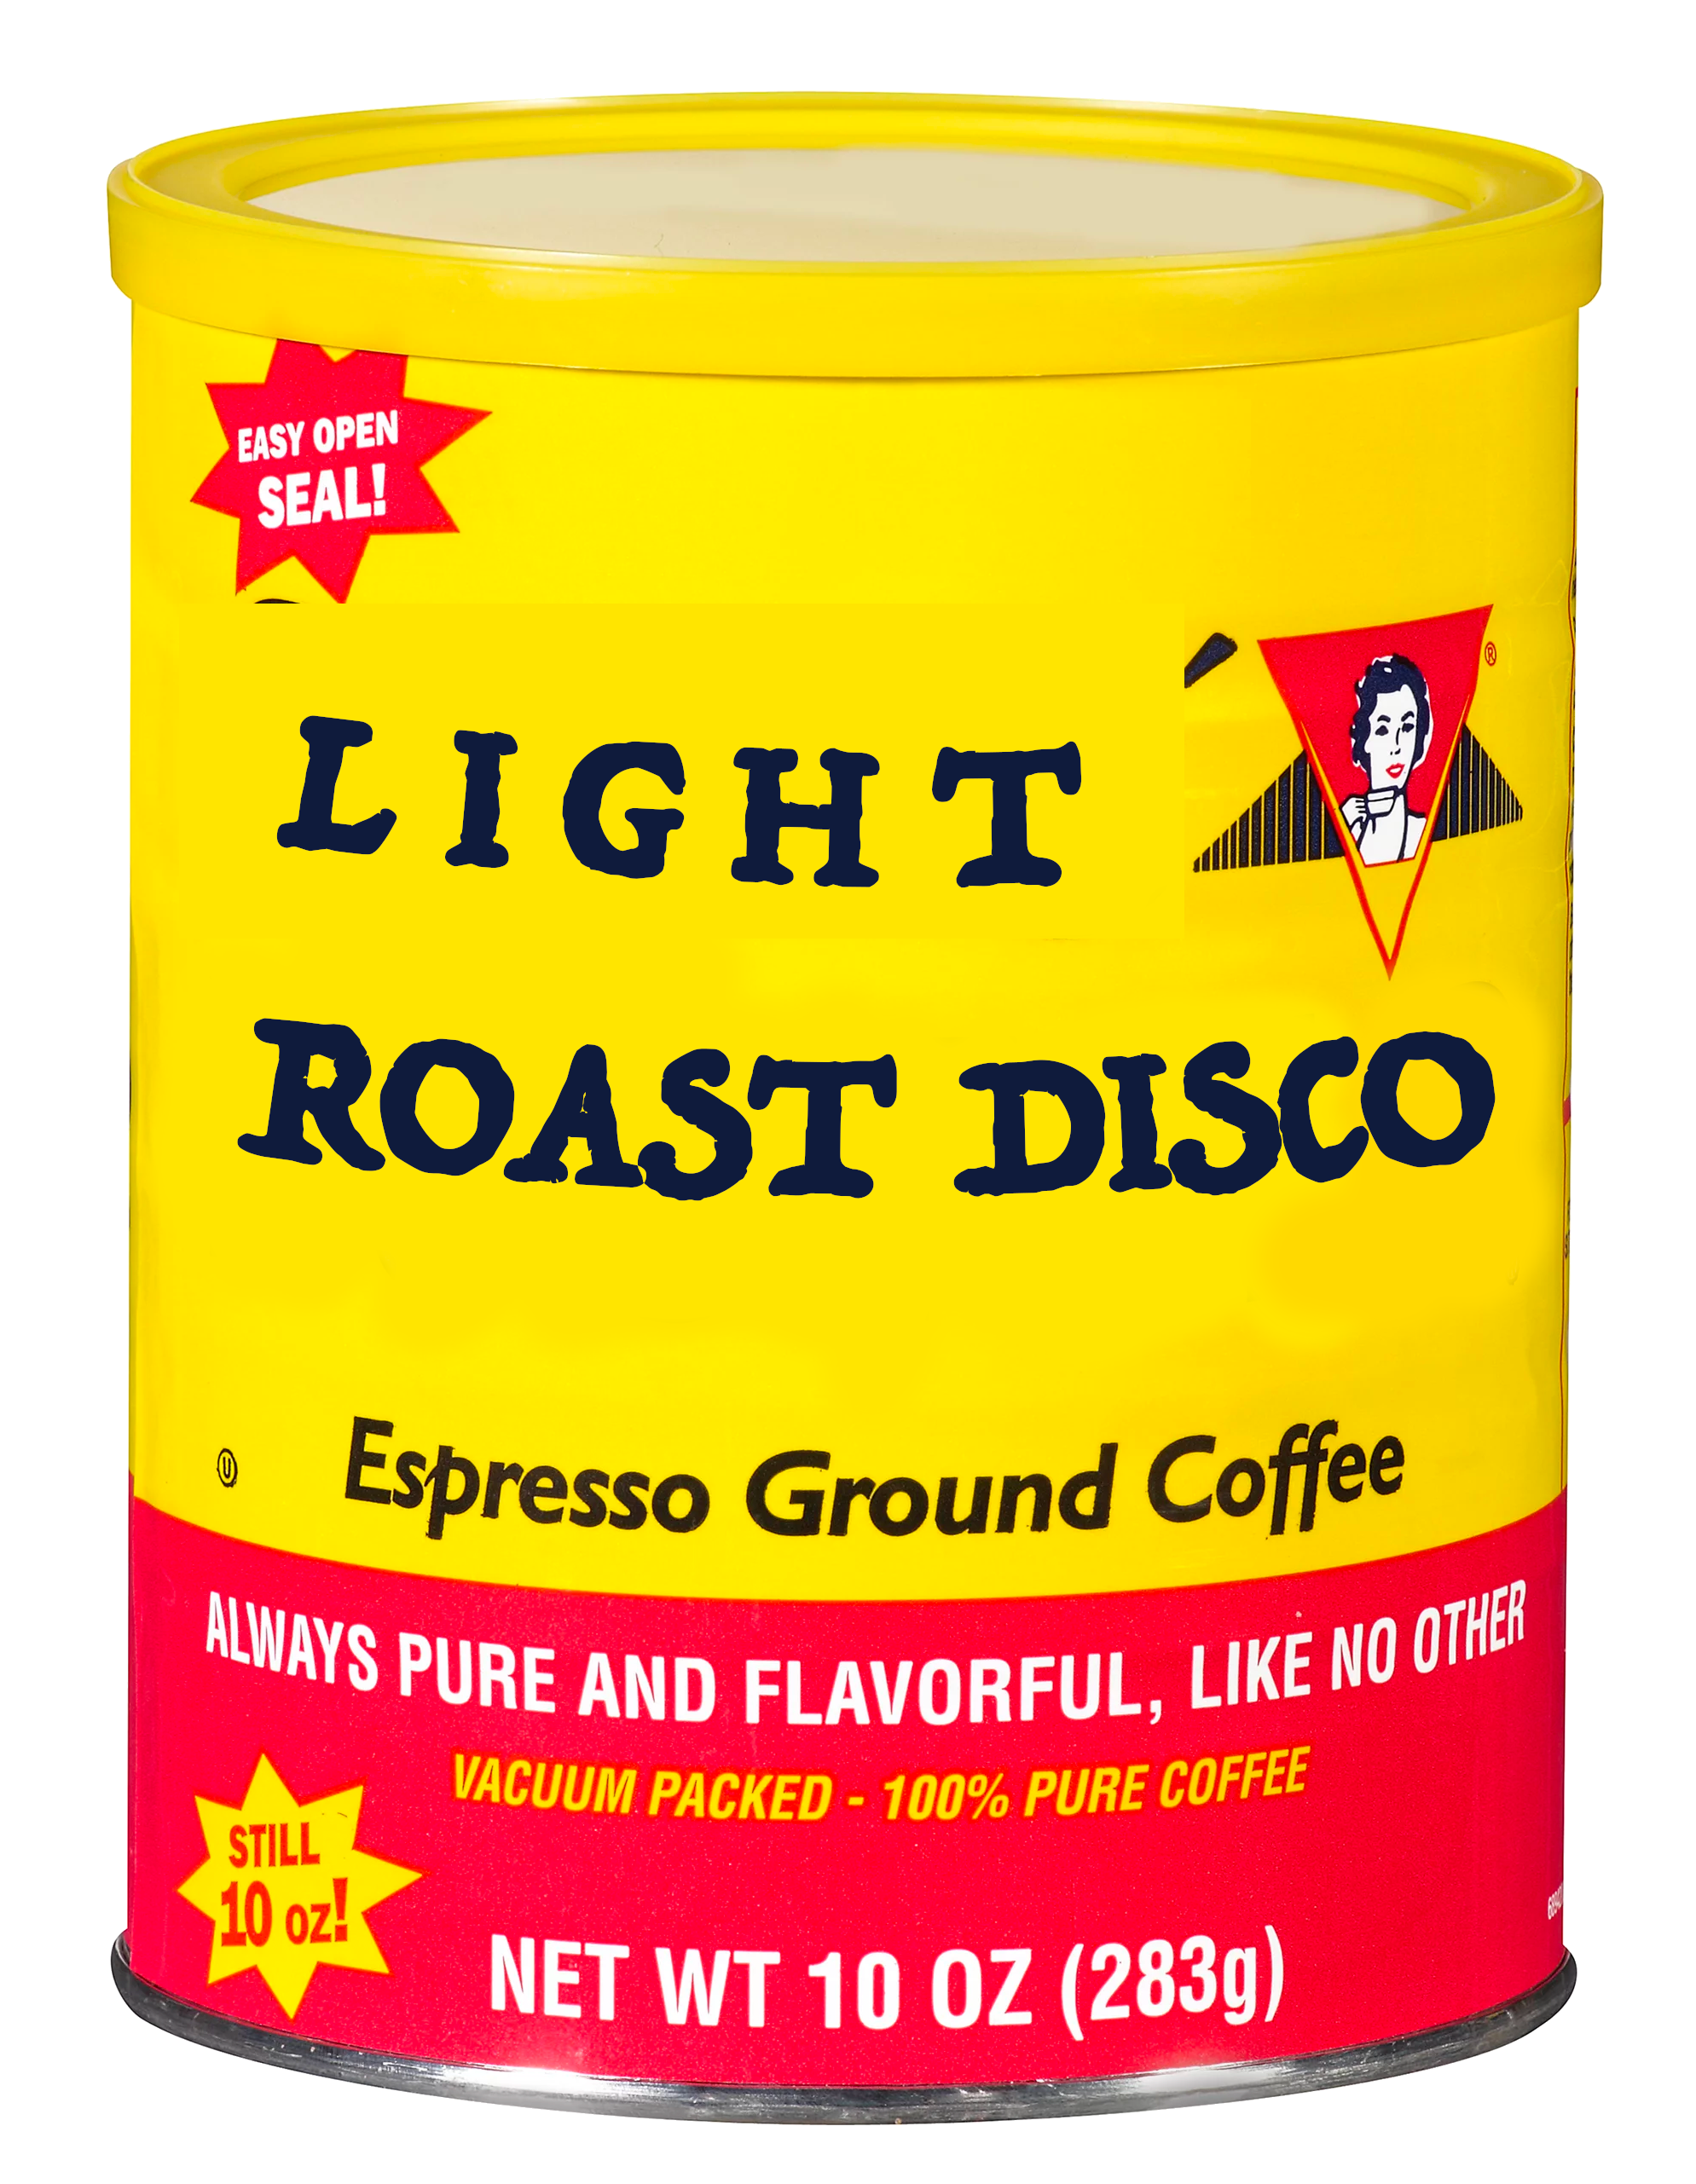 EASY OPEN
SEAL!
®
LIGHT
ROAST DISCO
Espresso Ground Coffee
U
ALWAYS PURE AND FLAVORFUL, LIKE NO OTHER
VACUUM PACKED - 100% PURE COFFEE
STILL
10 oz!
NET WT 10 OZ (283g)